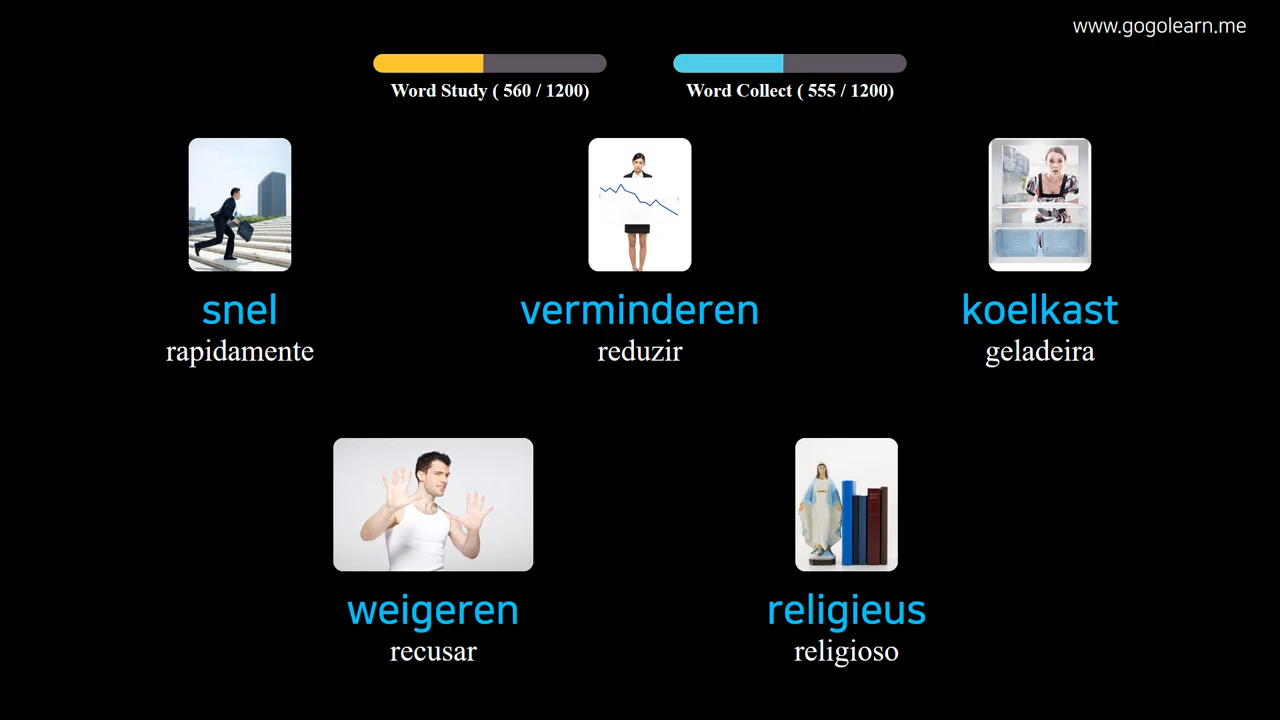 www.gogolearn.me
Word Study ( 560 / 1200)
Word Collect ( 555 / 1200)
snel
rapidamente
verminderen
reduzir
koelkast
geladeira
weigeren
recusar
religieus
religioso